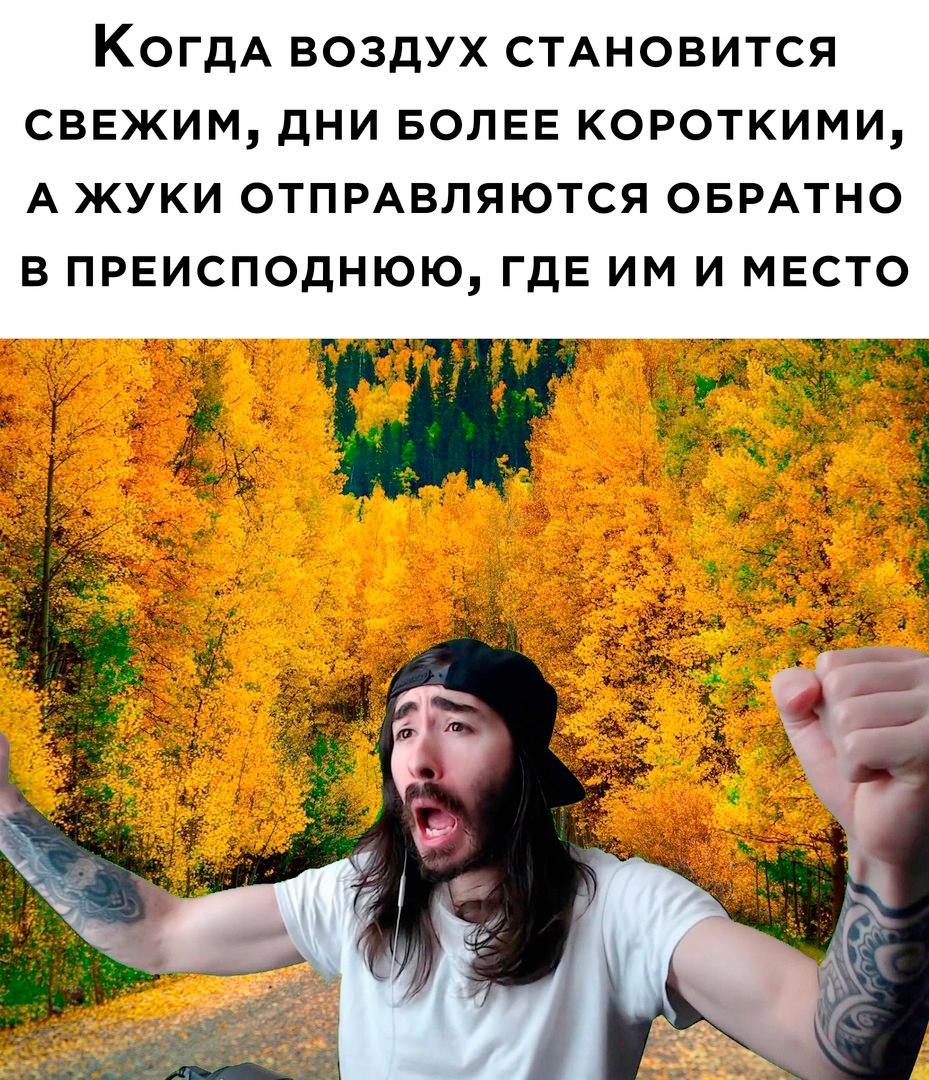 Когда воздух становится
свежим, дни более короткими,
а жуки отправляются обратно
в преисподнюю, где им и место